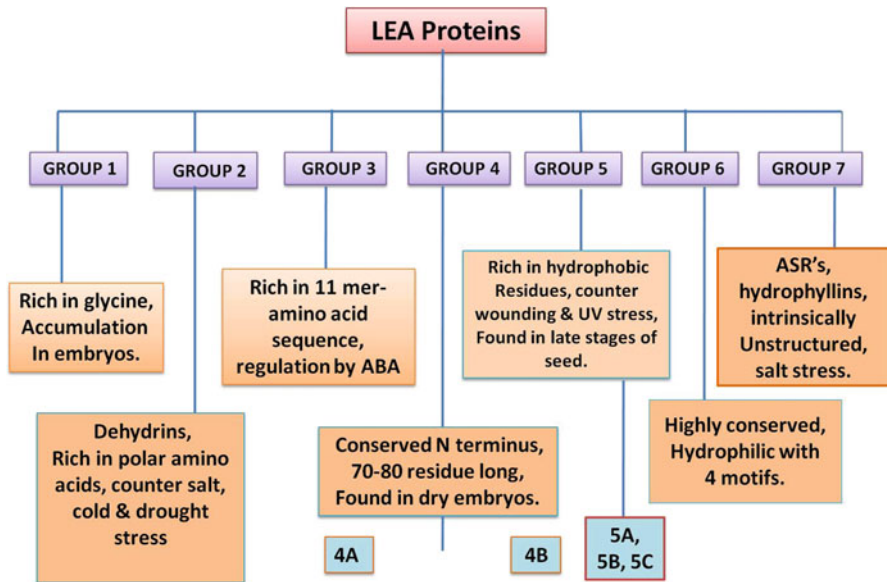 LEA Proteins
GROUP 1
GROUP 2
GROUP 3
GROUP 4
GROUP 5
GROUP 6
GROUP 7
Rich in glycine,
Accumulation
In embryos.
Dehydrins,
Rich in polar amino
acids, counter salt,
cold & drought
stress
Rich in 11 mer-
amino acid
sequence,
regulation by ABA
Conserved N terminus,
70-80 residue long,
Found in dry embryos.
4A
4B
Rich in hydrophobic
Residues, counter
wounding & UV stress,
Found in late stages of
seed.
5A,
5B, 5C
Highly conserved,
Hydrophilic with
4 motifs.
ASR's,
hydrophyllins,
intrinsically
Unstructured,
salt stress.